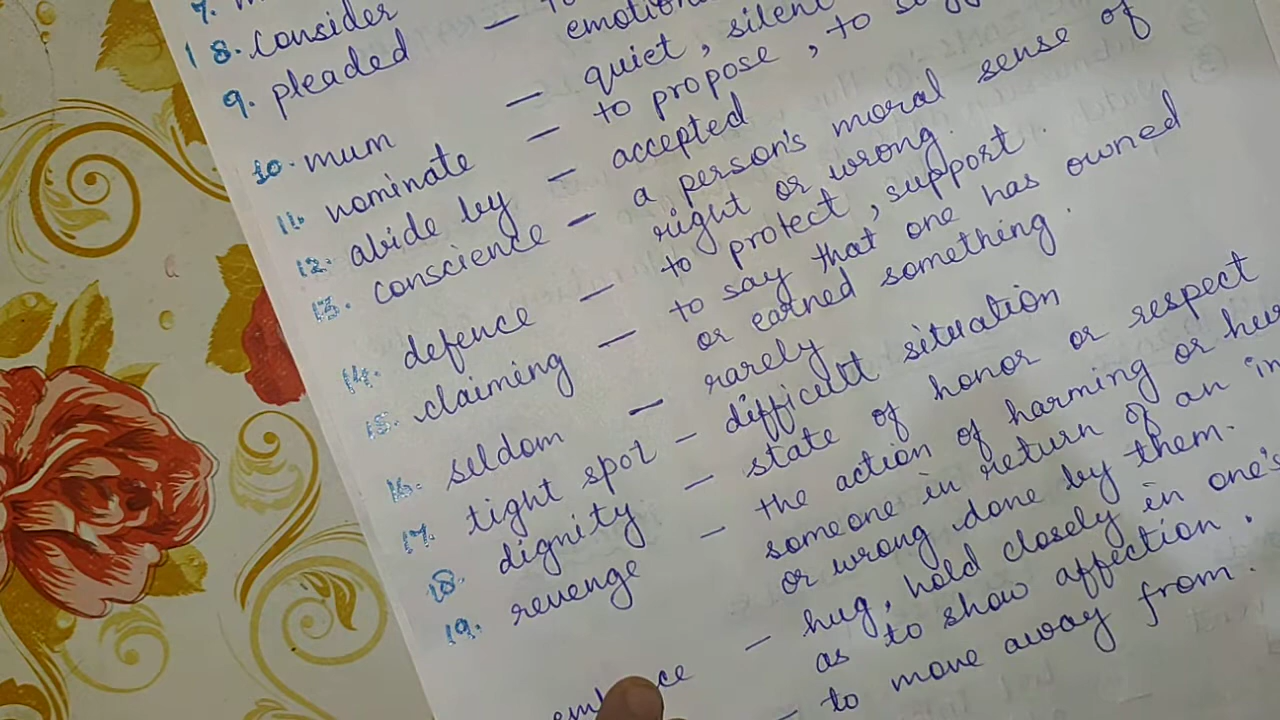 7.
8. consider
9. pleaded —
10. mum — quiet, silent
11. nominate — to propose, to
12. abide by — accepted
13. conscience — a person's moral sense of
right or wrong.
14. defence — to protect, support.
15. claiming — to say that one has owned
or earned something.
16. seldom — rarely
17. tight spot — difficult situation
18. dignity — state of honor or respect
19. revenge — the action of harming or
someone in return of an
or wrong done by them.
— hug, hold closely in one's
as to show affection.
— to move away from.